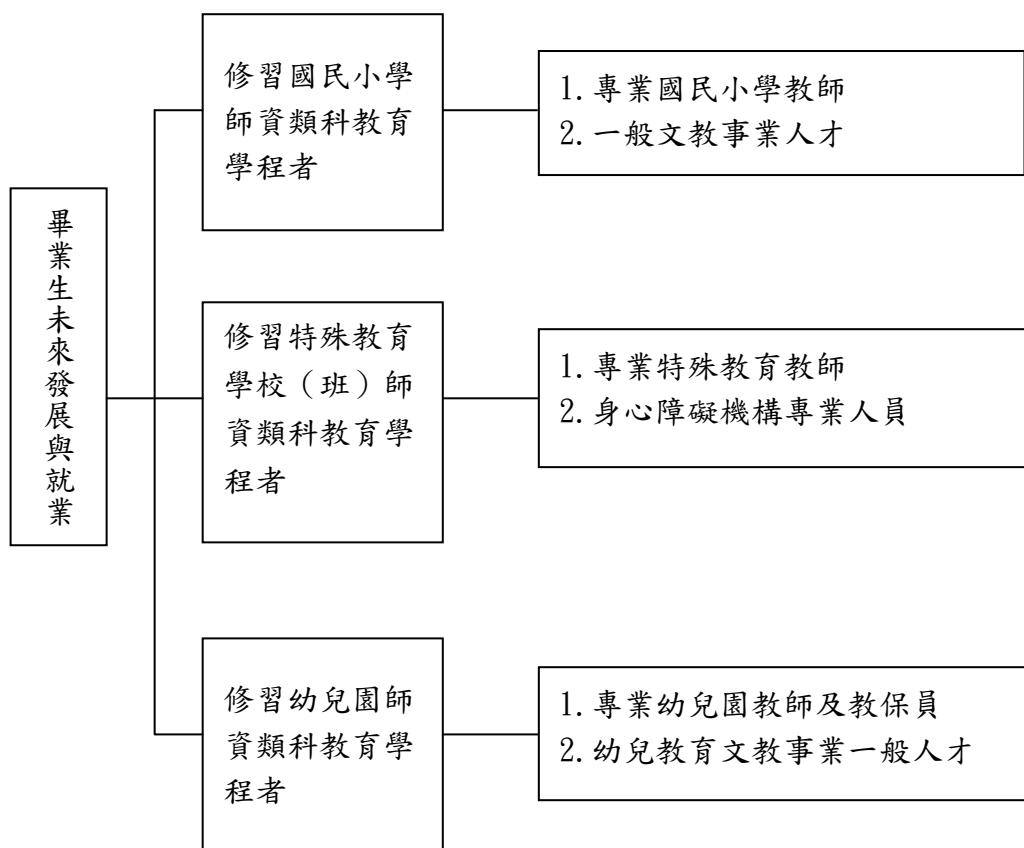 畢業生未來發展與就業
修習國民小學
師資類科教育
學程者
1.專業國民小學教師
2.一般文教事業人才
修習特殊教育
學校（班）師
資類科教育學
程者
1.專業特殊教育教師
2.身心障礙機構專業人員
修習幼兒園師
資類科教育學
程者
1.專業幼兒園教師及教保員
2.幼兒教育文教事業一般人才